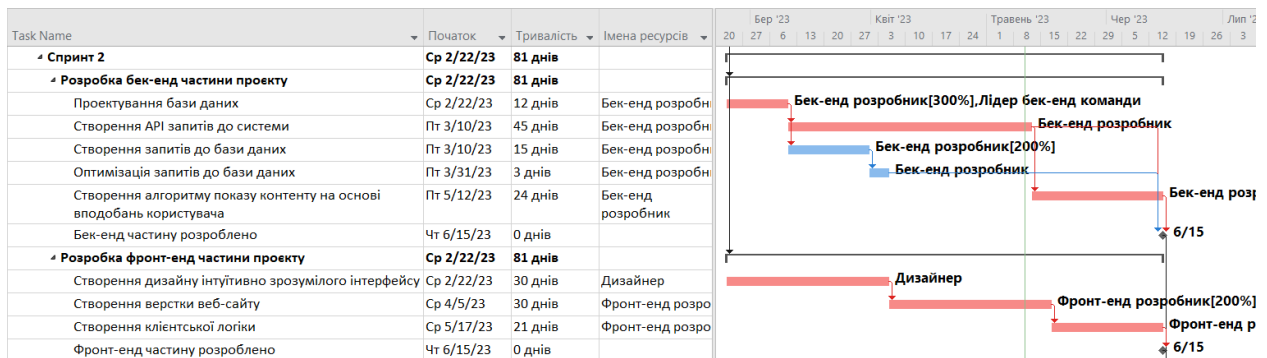 Бер '23 Квіт '23 Травень '23 Чер '23 Лип '2
Task Name Початок Тривалість Імена ресурсів 20 27 6 13 20 27 3 10 17 24 1 8 15 22 29 5 12 19 26 3
Спринт 2 Ср 2/22/23 81 днів
Розробка бек-енд частини проєкту Ср 2/22/23 81 днів
Проектування бази даних Ср 2/22/23 12 днів Бек-енд розробни Бек-енд розробник[300%],Лідер бек-енд команди
Створення API запитів до системи Пт 3/10/23 45 днів Бек-енд розробни Бек-енд розробник
Створення запитів до бази даних Пт 3/10/23 15 днів Бек-енд розробни Бек-енд розробник[200%]
Оптимізація запитів до бази даних Пт 3/31/23 3 днів Бек-енд розробни Бек-енд розробник
Створення алгоритму показу контенту на основі Пт 5/12/23 24 днів Бек-енд Бек-енд розр
вподобань користувача розробник
Бек-енд частину розроблено Чт 6/15/23 0 днів 6/15
Розробка фронт-енд частини проєкту Ср 2/22/23 81 днів
Створення дизайну інтуїтивно зрозумілого інтерфейсу Ср 2/22/23 30 днів Дизайнер Дизайнер
Створення верстки веб-сайту Ср 4/5/23 30 днів Фронт-енд розро Фронт-енд розробник[200%]
Створення клієнтської логіки Ср 5/17/23 21 днів Фронт-енд розро Фронт-енд р
Фронт-енд частину розроблено Чт 6/15/23 0 днів 6/15